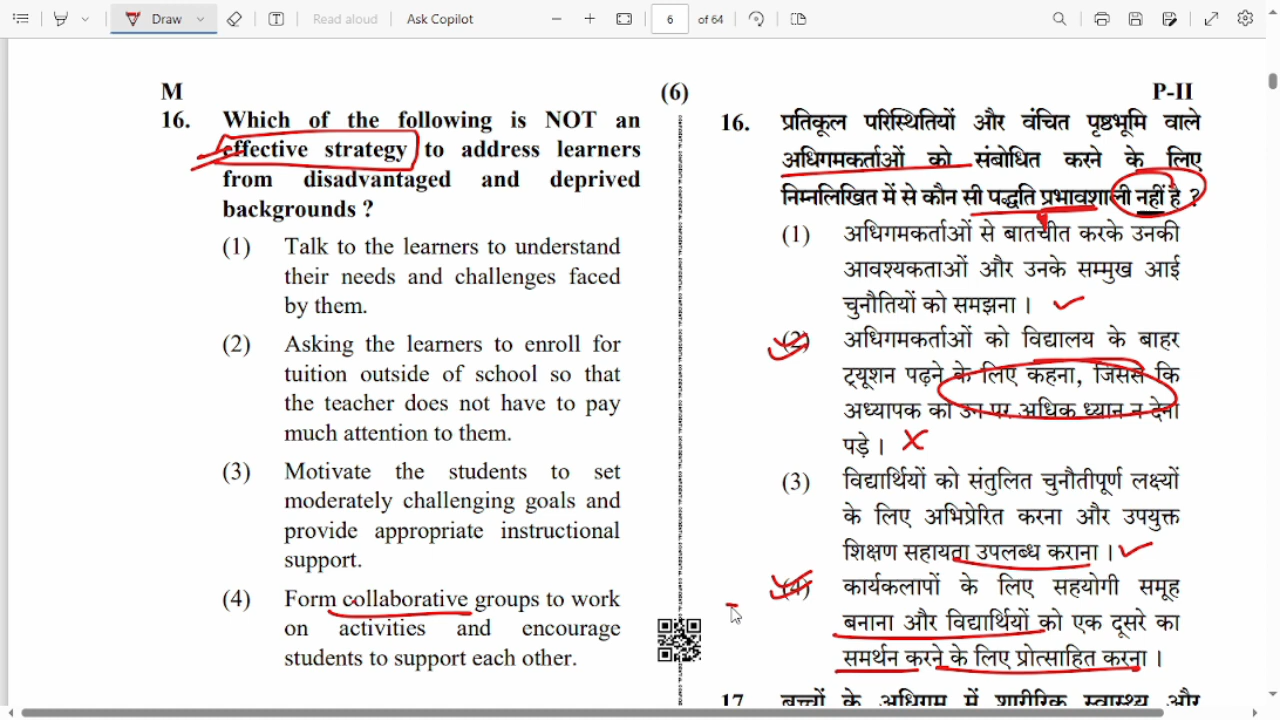 Draw
Read aloud
Ask Copilot
6
of 64
M
(6)
P-II
16. Which of the following is NOT an
effective strategy to address learners
from disadvantaged and deprived
backgrounds ?
(1) Talk to the learners to understand
their needs and challenges faced
by them.
(2) Asking the learners to enroll for
tuition outside of school so that
the teacher does not have to pay
much attention to them.
(3) Motivate the students to set
moderately challenging goals and
provide appropriate instructional
support.
(4) Form collaborative groups to work
on activities and encourage
students to support each other.
16. प्रतिकूल परिस्थितियों और वंचित पृष्ठभूमि वाले
अधिगमकर्ताओं को संबोधित करने के लिए
निम्नलिखित में से कौन सी पद्धति प्रभावशाली नहीं है ?
(1) अधिगमकर्ताओं से बातचीत करके उनकी
आवश्यकताओं और उनके सम्मुख आई
चुनौतियों को समझना ।
(2) अधिगमकर्ताओं को विद्यालय के बाहर
ट्यूशन पढ़ने के लिए कहना, जिससे कि
अध्यापक को उन पर अधिक ध्यान न देना
पड़े ।
(3) विद्यार्थियों को संतुलित चुनौतीपूर्ण लक्ष्यों
के लिए अभिप्रेरित करना और उपयुक्त
शिक्षण सहायता उपलब्ध कराना ।
(4) कार्यकलापों के लिए सहयोगी समूह
बनाना और विद्यार्थियों को एक दूसरे का
समर्थन करने के लिए प्रोत्साहित करना ।
17 बच्चों के अधिगम में शारीरिक स्वास्थ्य और